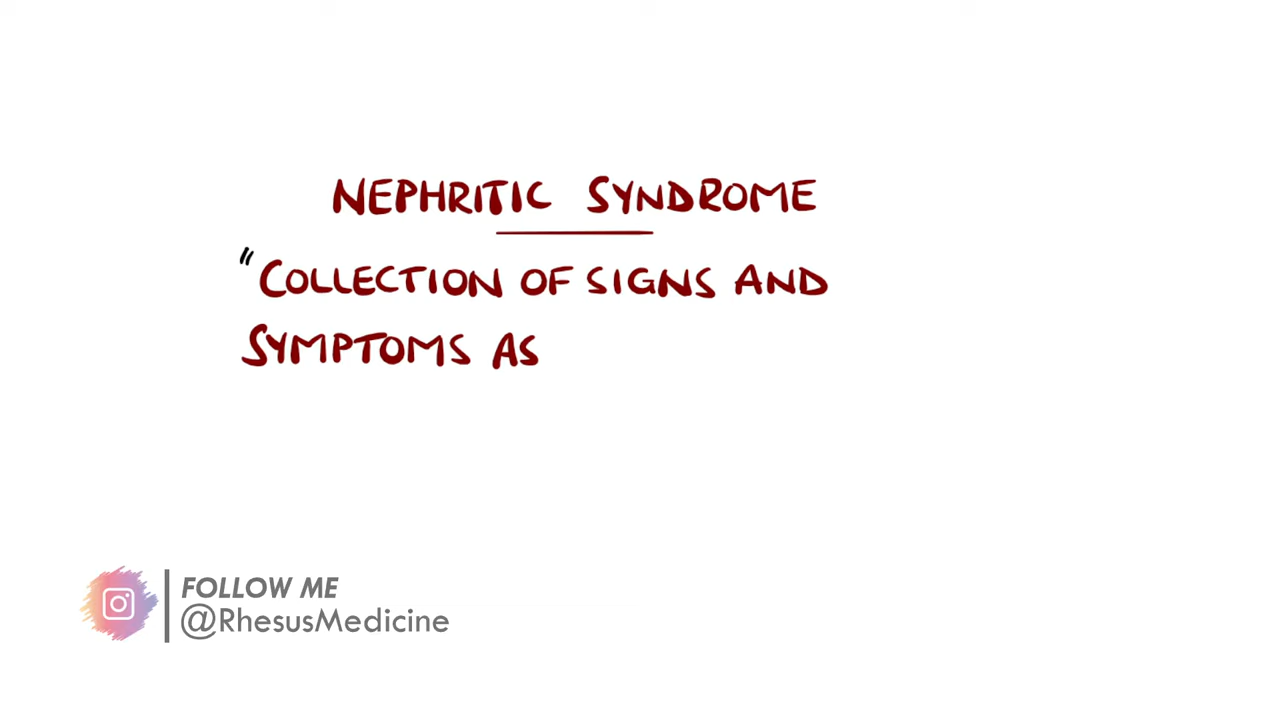 NEPHRITIC SYNDROME
"COLLECTION OF SIGNS AND
SYMPTOMS AS
FOLLOW ME
@RhesusMedicine